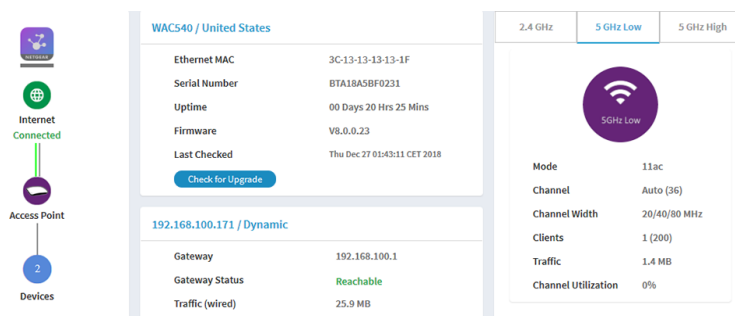 NETGEAR
Internet
Connected
Access Point
2
Devices
WAC540 / United States
Ethernet MAC 3C-13-13-13-13-1F
Serial Number BTA18A5BF0231
Uptime 00 Days 20 Hrs 25 Mins
Firmware V8.0.0.23
Last Checked Thu Dec 27 01:43:11 CET 2018
Check for Upgrade
192.168.100.171 / Dynamic
Gateway 192.168.100.1
Gateway Status Reachable
Traffic (wired) 25.9 MB
2.4 GHz 5 GHz Low 5 GHz High
5GHz Low
Mode 11ac
Channel Auto (36)
Channel Width 20/40/80 MHz
Clients 1 (200)
Traffic 1.4 MB
Channel Utilization 0%